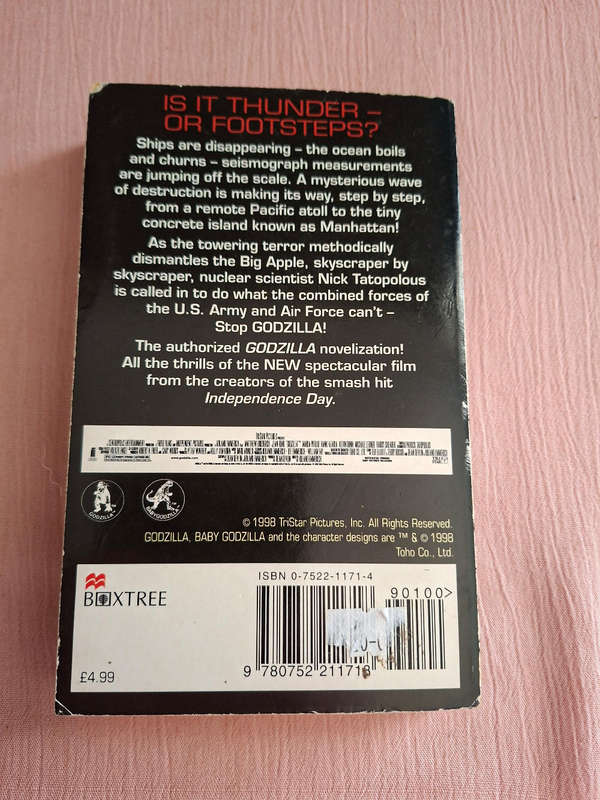 IS IT THUNDER –
OR FOOTSTEPS?
Ships are disappearing – the ocean boils
and churns – seismograph measurements
are jumping off the scale. A mysterious wave
of destruction is making its way, step by step,
from a remote Pacific atoll to the tiny
concrete island known as Manhattan!
As the towering terror methodically
dismantles the Big Apple, skyscraper by
skyscraper, nuclear scientist Nick Tatopolous
is called in to do what the combined forces of
the U.S. Army and Air Force can't –
Stop GODZILLA!
The authorized GODZILLA novelization!
All the thrills of the NEW spectacular film
from the creators of the smash hit
Independence Day.
GODZILLA
BABY GODZILLA
© 1998 TriStar Pictures, Inc. All Rights Reserved.
GODZILLA, BABY GODZILLA and the character designs are ™ & © 1998
Toho Co., Ltd.
ISBN 0-7522-1171-4
90100>
BOXTREE
£4.99
9 780752 211718